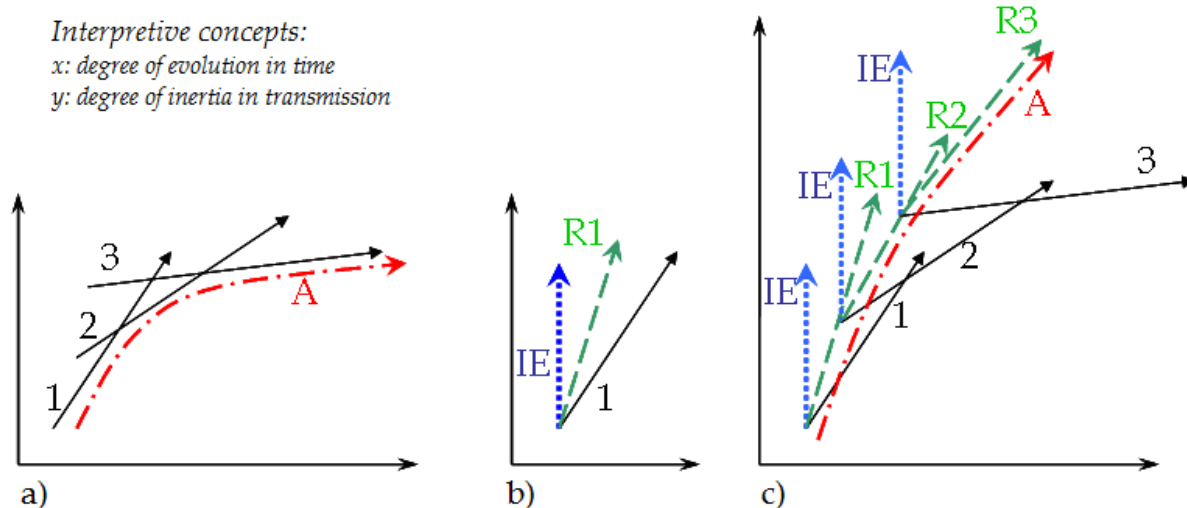 Interpretive concepts:
x: degree of evolution in time
y: degree of inertia in transmission
3
2
1
A
a)
R1
IE
1
b)
R3
IE
A
R2
3
IE
R1
2
IE
1
c)